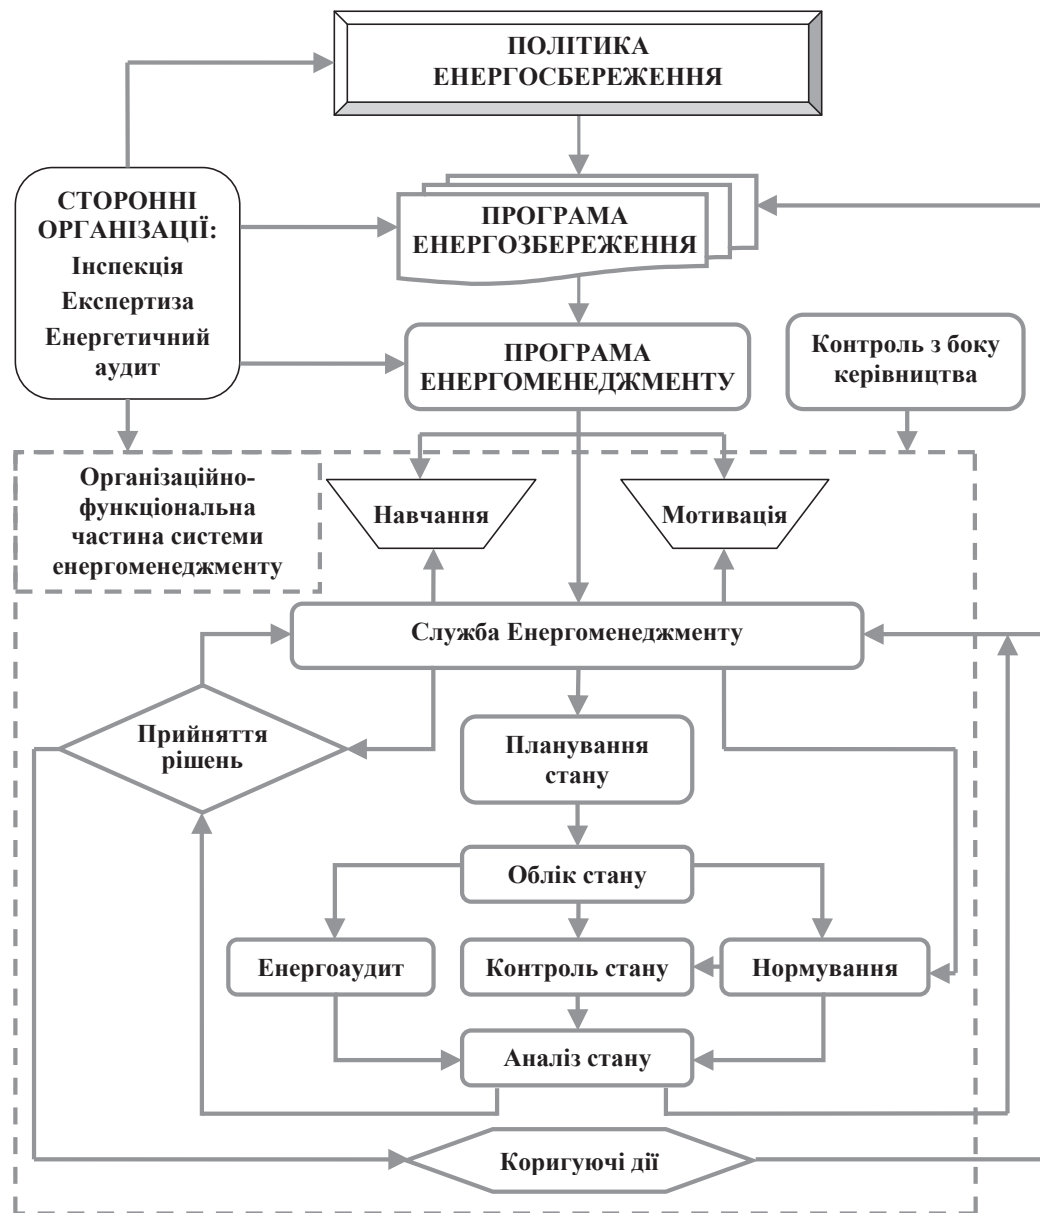 ПОЛІТИКА
ЕНЕРГОСБЕРЕЖЕННЯ
СТОРОННІ
ОРГАНІЗАЦІЇ:
Інспекція
Експертиза
Енергетичний
аудит
ПРОГРАМА
ЕНЕРГОЗБЕРЕЖЕННЯ
ПРОГРАМА
ЕНЕРГОМЕНЕДЖМЕНТУ
Контроль з боку
керівництва
Організаційно-
функціональна
частина системи
енергоменеджменту
Навчання
Мотивація
Служба Енергоменеджменту
Прийняття
рішень
Планування
стану
Облік стану
Енергоаудит
Контроль стану
Нормування
Аналіз стану
Коригуючі дії